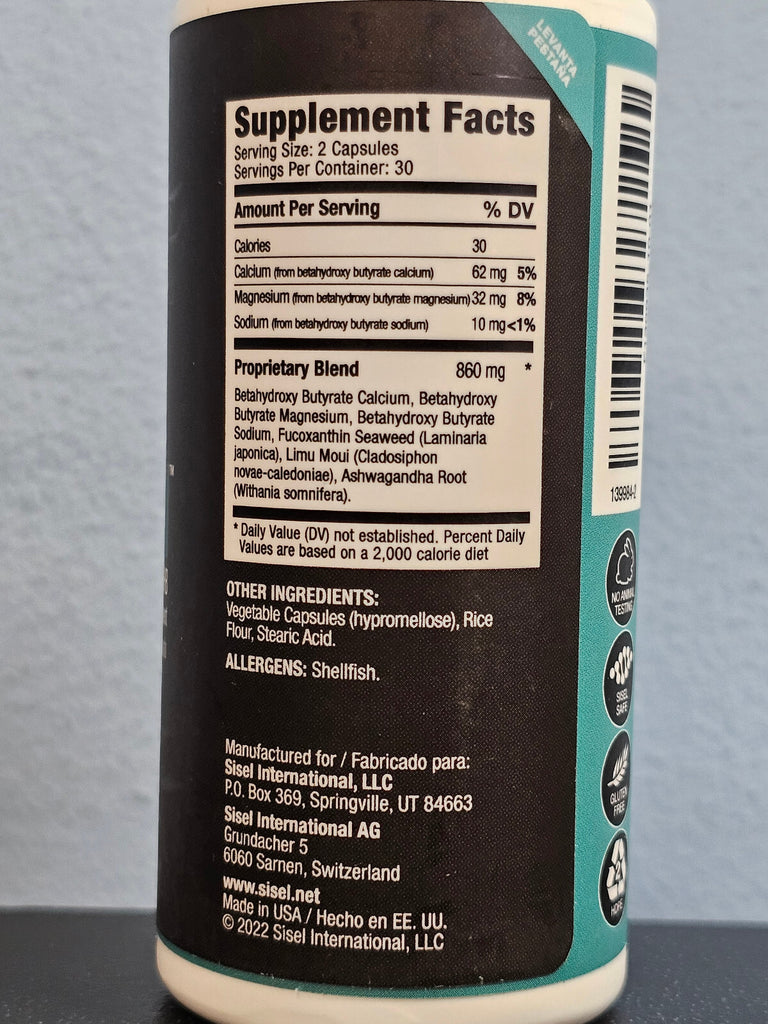 LEVANTA
PESTAÑA
Supplement Facts
Serving Size: 2 Capsules
Servings Per Container: 30
Amount Per Serving % DV
Calories 30
Calcium (from betahydroxy butyrate calcium) 62 mg 5%
Magnesium (from betahydroxy butyrate magnesium) 32 mg 8%
Sodium (from betahydroxy butyrate sodium) 10 mg <1%
Proprietary Blend 860 mg *
Betahydroxy Butyrate Calcium, Betahydroxy
Butyrate Magnesium, Betahydroxy Butyrate
Sodium, Fucoxanthin Seaweed (Laminaria
japonica), Limu Moui (Cladosiphon
novae-caledoniae), Ashwagandha Root
(Withania somnifera).
* Daily Value (DV) not established. Percent Daily
Values are based on a 2,000 calorie diet
OTHER INGREDIENTS:
Vegetable Capsules (hypromellose), Rice
Flour, Stearic Acid.
ALLERGENS: Shellfish.
Manufactured for / Fabricado para:
Sisel International, LLC
P.O. Box 369, Springville, UT 84663
Sisel International AG
Grundacher 5
6060 Sarnen, Switzerland
www.sisel.net
Made in USA / Hecho en EE. UU.
© 2022 Sisel International, LLC
139984-2
NO ANIMAL
TESTING
SISEL
SAFE
GLUTEN
FREE
2
HDPE
TM